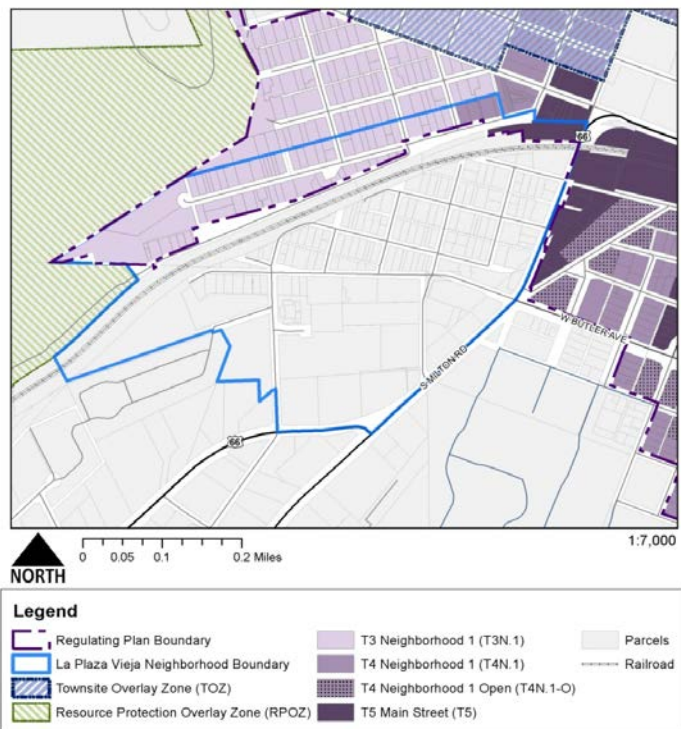 66
W BUTLER AVE
S MILTON RD
66
NORTH
0 0.05 0.1 0.2 Miles
1:7,000
Legend
Regulating Plan Boundary
La Plaza Vieja Neighborhood Boundary
Townsite Overlay Zone (TOZ)
Resource Protection Overlay Zone (RPOZ)
T3 Neighborhood 1 (T3N.1)
T4 Neighborhood 1 (T4N.1)
T4 Neighborhood 1 Open (T4N.1-O)
T5 Main Street (T5)
Parcels
Railroad